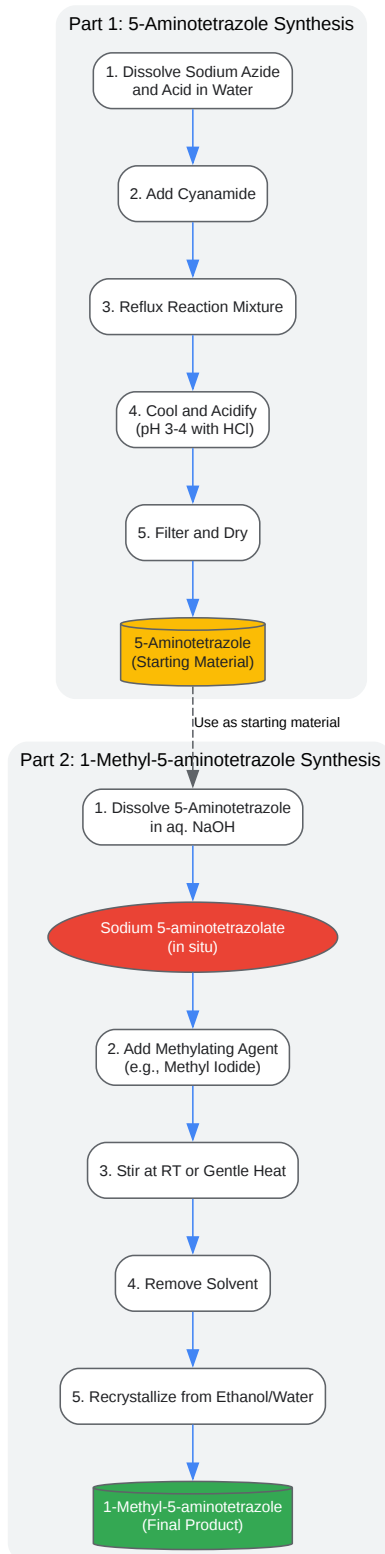 Part 1: 5-Aminotetrazole Synthesis
1. Dissolve Sodium Azide
and Acid in Water
2. Add Cyanamide
3. Reflux Reaction Mixture
4. Cool and Acidify
(pH 3-4 with HCl)
5. Filter and Dry
5-Aminotetrazole
(Starting Material)
Use as starting material
Part 2: 1-Methyl-5-aminotetrazole Synthesis
1. Dissolve 5-Aminotetrazole
in aq. NaOH
Sodium 5-aminotetrazolate
(in situ)
2. Add Methylating Agent
(e.g., Methyl Iodide)
3. Stir at RT or Gentle Heat
4. Remove Solvent
5. Recrystallize from Ethanol/Water
1-Methyl-5-aminotetrazole
(Final Product)